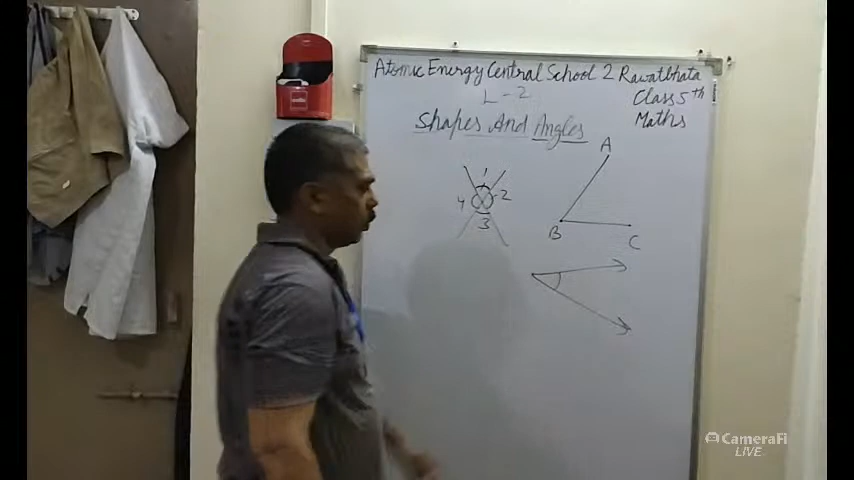 Atomic Energy Central School 2 Rawatbhata
L-2
Class 5th
Maths
Shapes And Angles
1
2
3
4
A
B
C
CameraFi
LIVE